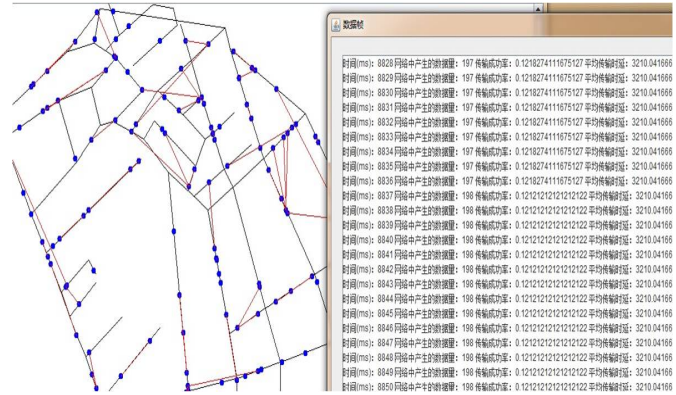 数据帧
时间(ms): 8828 网络中产生的数据量: 197 传输成功率: 0.1218274111675127 平均传输时延: 3210.041666
时间(ms): 8829 网络中产生的数据量: 197 传输成功率: 0.1218274111675127 平均传输时延: 3210.041666
时间(ms): 8830 网络中产生的数据量: 197 传输成功率: 0.1218274111675127 平均传输时延: 3210.041666
时间(ms): 8831 网络中产生的数据量: 197 传输成功率: 0.1218274111675127 平均传输时延: 3210.041666
时间(ms): 8832 网络中产生的数据量: 197 传输成功率: 0.1218274111675127 平均传输时延: 3210.041666
时间(ms): 8833 网络中产生的数据量: 197 传输成功率: 0.1218274111675127 平均传输时延: 3210.041666
时间(ms): 8834 网络中产生的数据量: 197 传输成功率: 0.1218274111675127 平均传输时延: 3210.041666
时间(ms): 8835 网络中产生的数据量: 197 传输成功率: 0.1218274111675127 平均传输时延: 3210.041666
时间(ms): 8836 网络中产生的数据量: 197 传输成功率: 0.1218274111675127 平均传输时延: 3210.041666
时间(ms): 8837 网络中产生的数据量: 198 传输成功率: 0.12121212121212122 平均传输时延: 3210.04166
时间(ms): 8838 网络中产生的数据量: 198 传输成功率: 0.12121212121212122 平均传输时延: 3210.04166
时间(ms): 8839 网络中产生的数据量: 198 传输成功率: 0.12121212121212122 平均传输时延: 3210.04166
时间(ms): 8840 网络中产生的数据量: 198 传输成功率: 0.12121212121212122 平均传输时延: 3210.04166
时间(ms): 8841 网络中产生的数据量: 198 传输成功率: 0.12121212121212122 平均传输时延: 3210.04166
时间(ms): 8842 网络中产生的数据量: 198 传输成功率: 0.12121212121212122 平均传输时延: 3210.04166
时间(ms): 8843 网络中产生的数据量: 198 传输成功率: 0.12121212121212122 平均传输时延: 3210.04166
时间(ms): 8844 网络中产生的数据量: 198 传输成功率: 0.12121212121212122 平均传输时延: 3210.04166
时间(ms): 8845 网络中产生的数据量: 198 传输成功率: 0.12121212121212122 平均传输时延: 3210.04166
时间(ms): 8846 网络中产生的数据量: 198 传输成功率: 0.12121212121212122 平均传输时延: 3210.04166
时间(ms): 8847 网络中产生的数据量: 198 传输成功率: 0.12121212121212122 平均传输时延: 3210.04166
时间(ms): 8848 网络中产生的数据量: 198 传输成功率: 0.12121212121212122 平均传输时延: 3210.04166
时间(ms): 8849 网络中产生的数据量: 198 传输成功率: 0.12121212121212122 平均传输时延: 3210.04166
时间(ms): 8850 网络中产生的数据量: 198 传输成功率: 0.12121212121212122 平均传输时延: 3210.04166